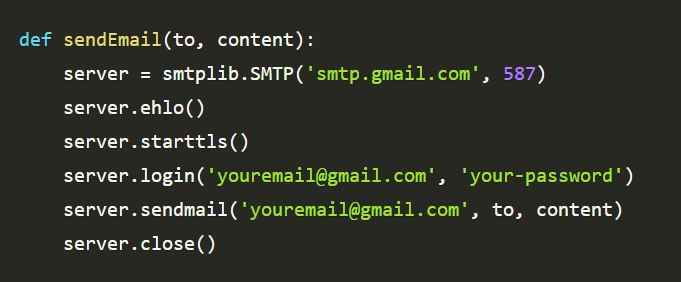 def sendEmail(to, content):
    server = smtplib.SMTP('smtp.gmail.com', 587)
    server.ehlo()
    server.starttls()
    server.login('youremail@gmail.com', 'your-password')
    server.sendmail('youremail@gmail.com', to, content)
    server.close()